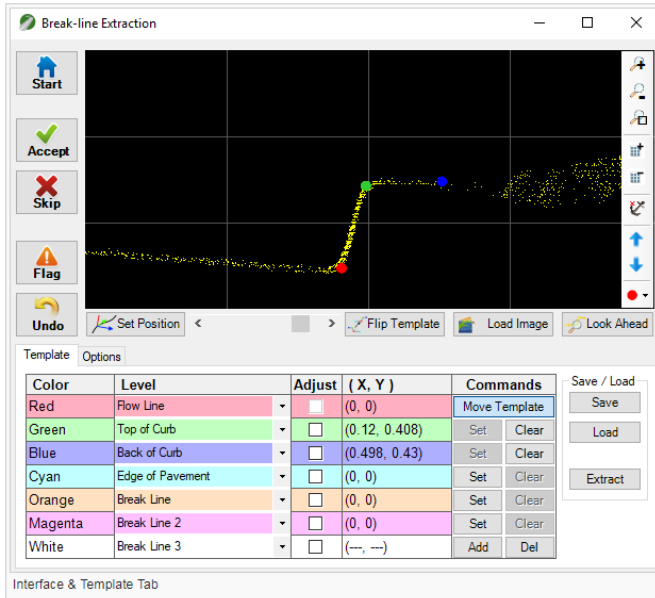 Break-line Extraction
Start
Accept
Skip
Flag
Undo
Set Position < > Flip Template Load Image Look Ahead
Template Options
Color Level Adjust ( X, Y ) Commands Save / Load
Red Flow Line (0, 0) Move Template Save
Green Top of Curb (0.12, 0.408) Set Clear Load
Blue Back of Curb (0.498, 0.43) Set Clear
Cyan Edge of Pavement (0, 0) Set Clear Extract
Orange Break Line (0, 0) Set Clear
Magenta Break Line 2 (0, 0) Set Clear
White Break Line 3 (---, ---) Add Del
Interface & Template Tab